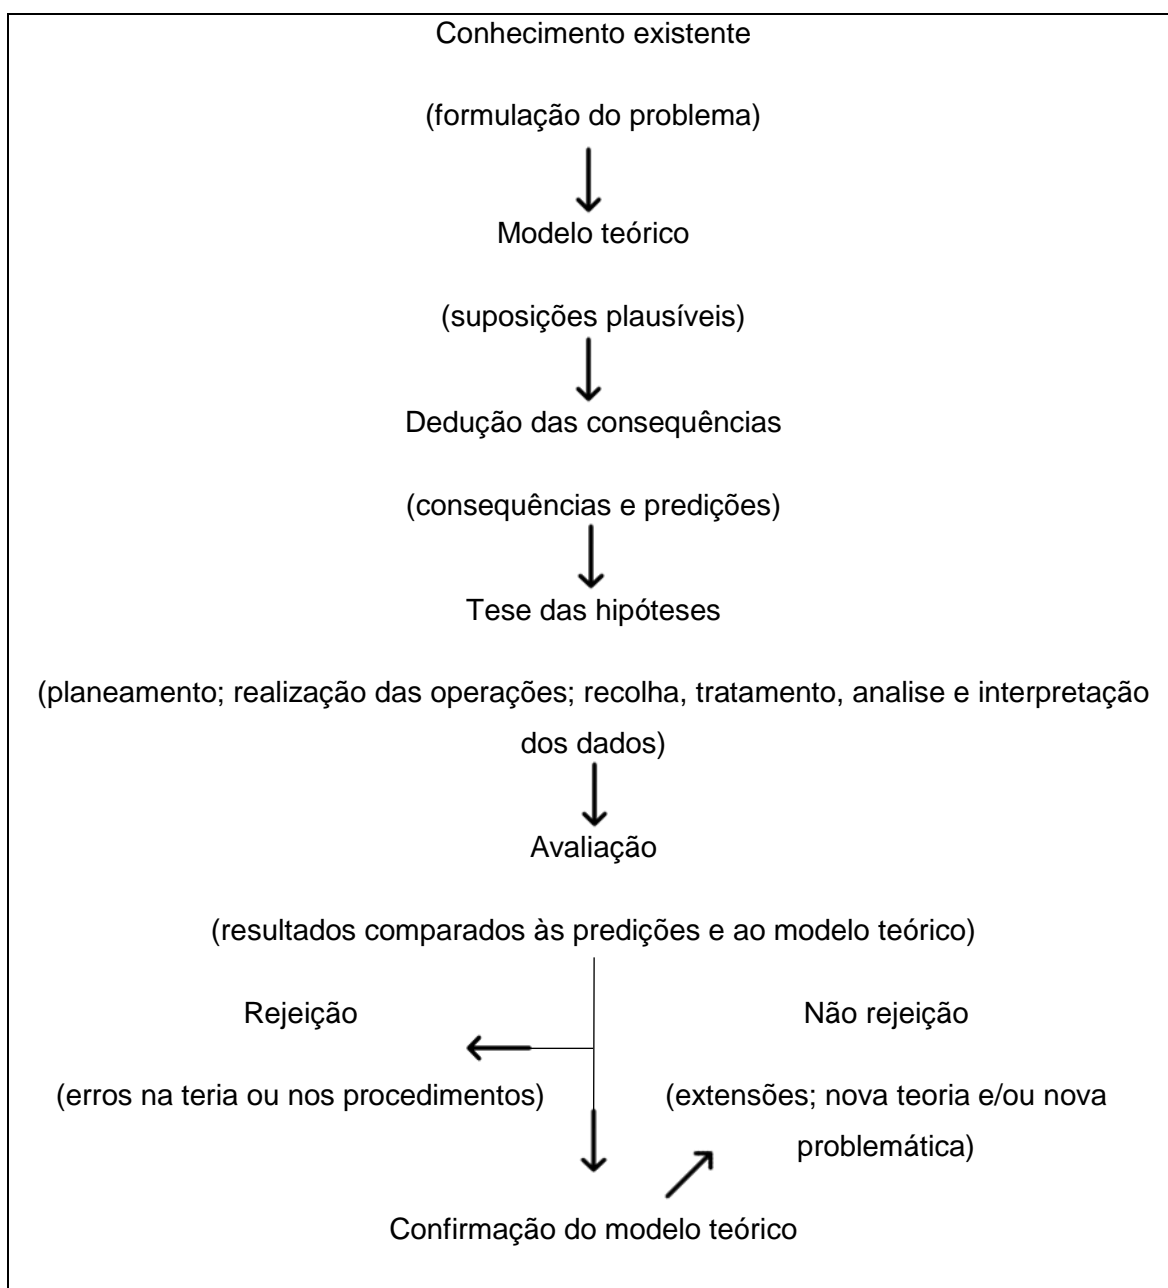 Conhecimento existente
(formulação do problema)
Modelo teórico
(suposições plausíveis)
Dedução das consequências
(consequências e predições)
Tese das hipóteses
(planeamento; realização das operações; recolha, tratamento, analise e interpretação
dos dados)
Avaliação
(resultados comparados às predições e ao modelo teórico)
Rejeição
(erros na teria ou nos procedimentos)
Não rejeição
(extensões; nova teoria e/ou nova
problemática)
Confirmação do modelo teórico